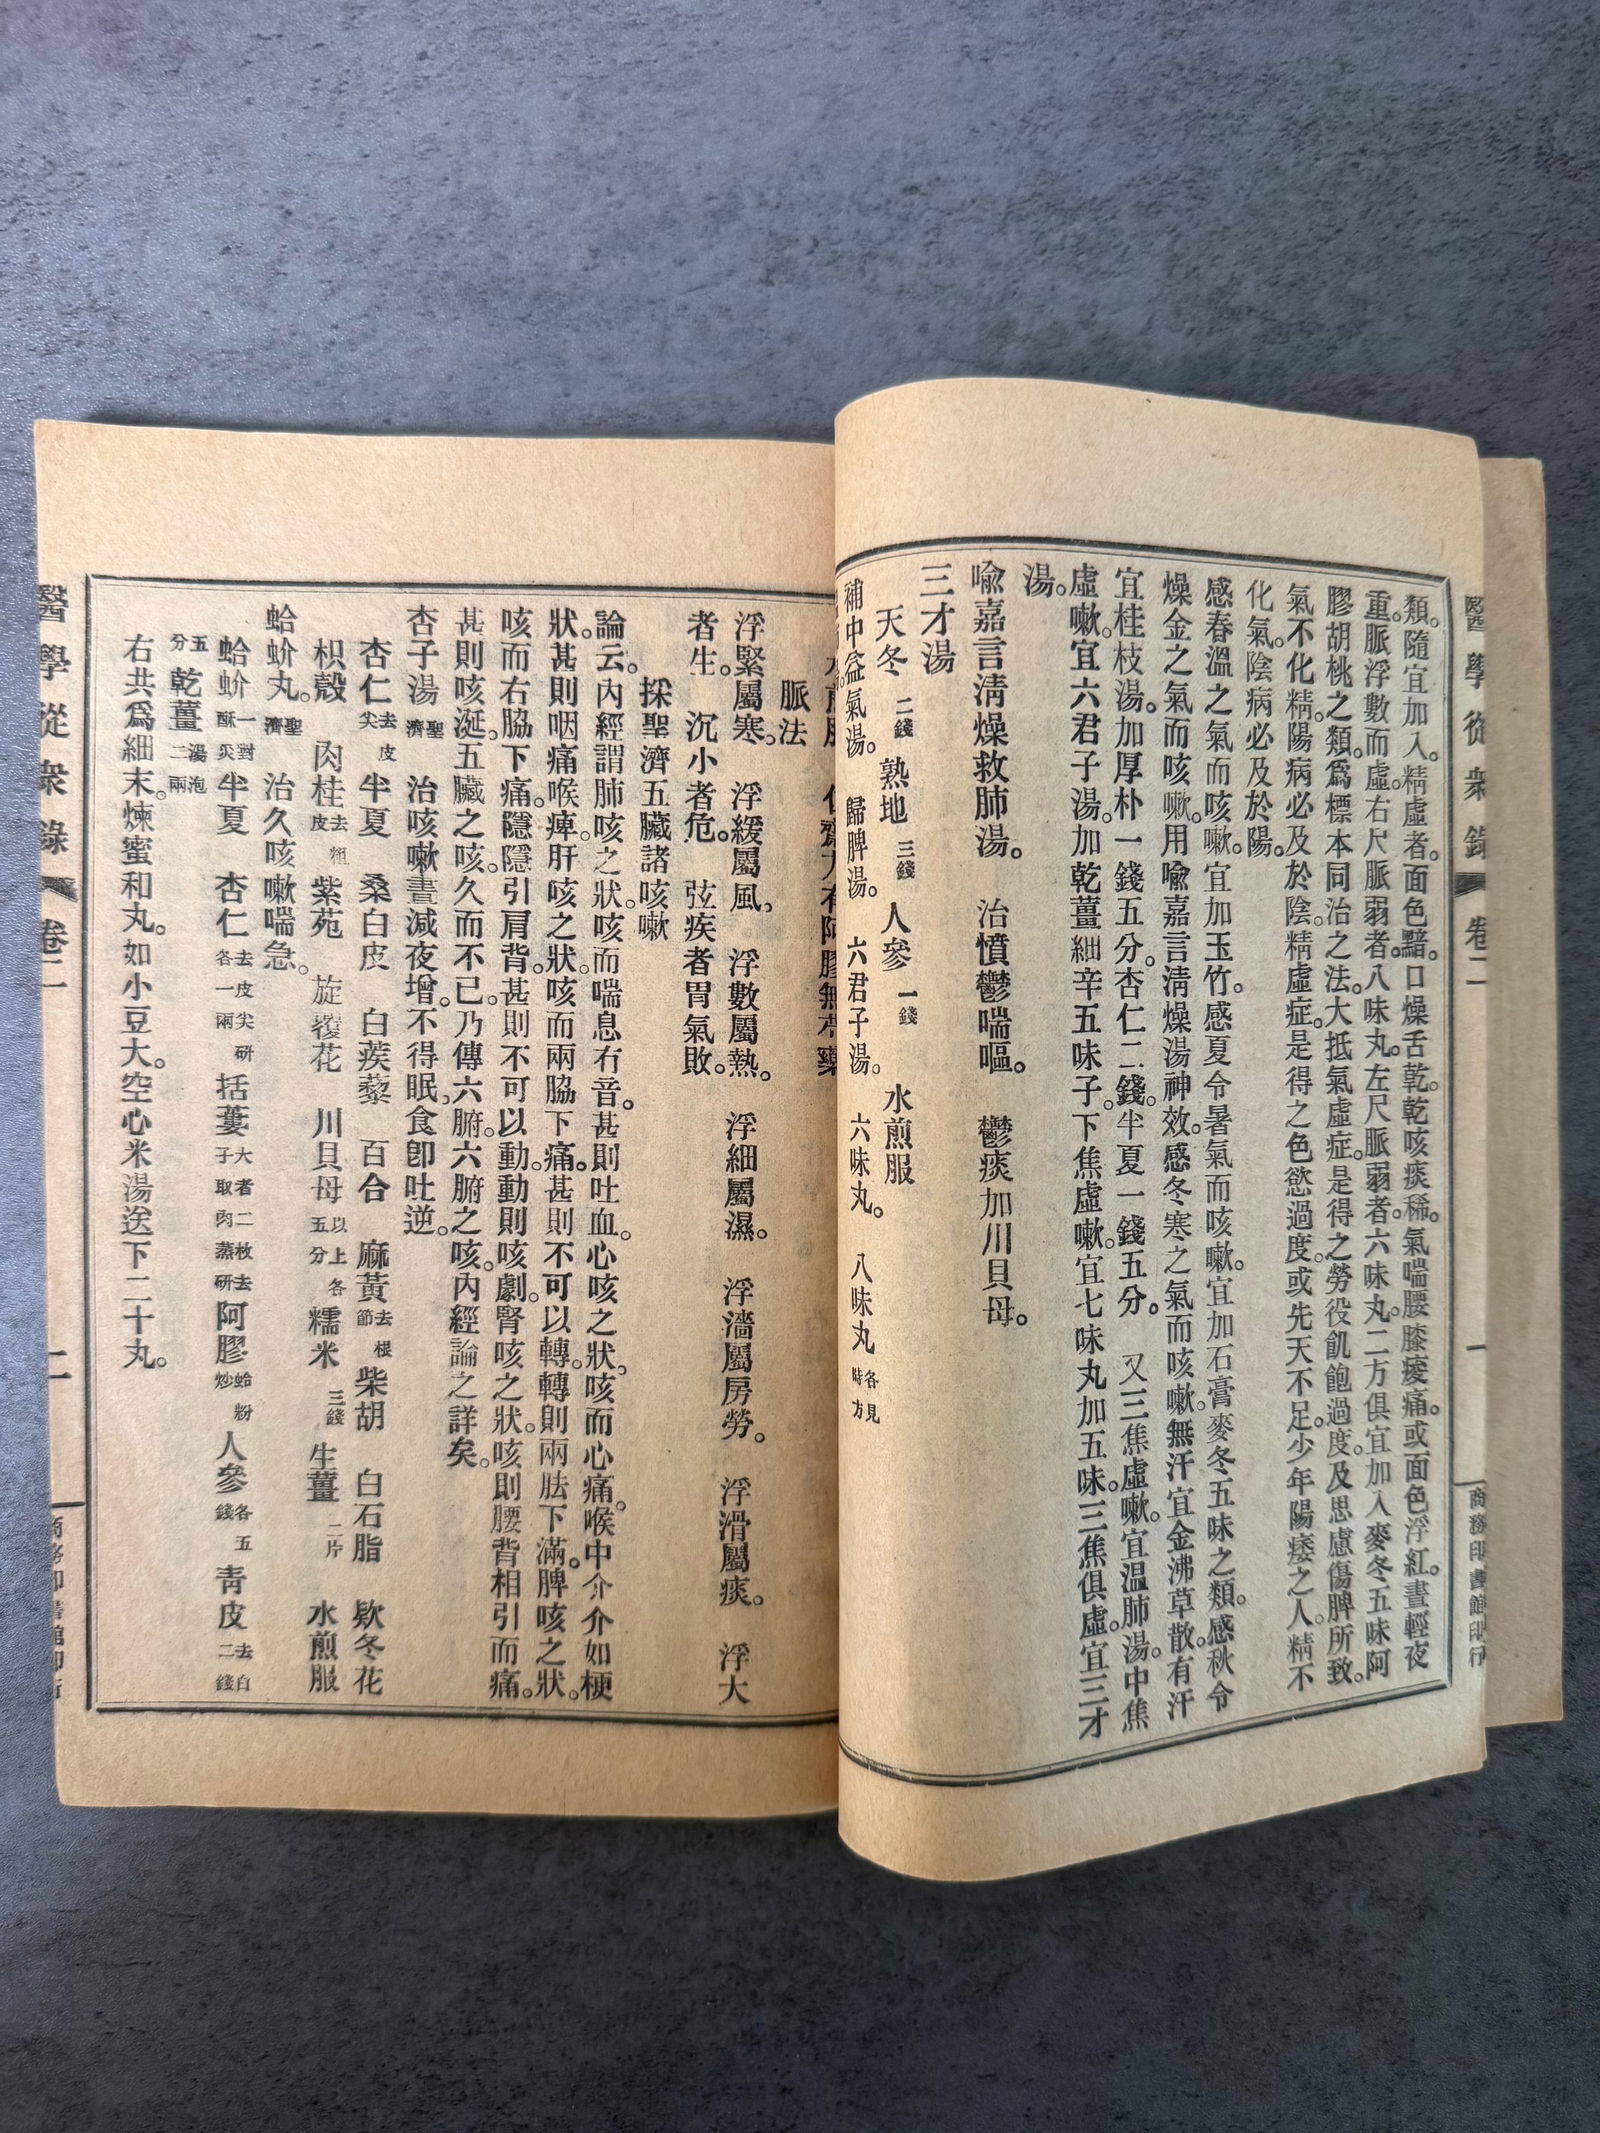 醫學從衆錄
卷二
一
商務印書館印行
類。隨宜加入。精虛者。面色黯。口燥舌乾。乾咳痰稀。氣喘腰膝痠痛。或面色浮紅。晝輕夜
重。脈浮數而虛。右尺脈弱者。八味丸。左尺脈弱者。六味丸。二方俱宜加入麥冬五味阿
膠胡桃之類。爲標本同治之法。大抵氣虛症。是得之勞役飢飽過度。及思慮傷脾所致。
氣不化精。陽病必及於陰。精虛症。是得之色慾過度。或先天不足。少年陽痿之人。精不
化氣。陰病必及於陽。
感春溫之氣而咳嗽。宜加玉竹。感夏令暑氣而咳嗽。宜加石膏麥冬五味之類。感秋令
燥金之氣而咳嗽。用喩嘉言淸燥湯神效。感冬寒之氣而咳嗽。無汗宜金沸草散。有汗
宜桂枝湯。加厚朴一錢五分。杏仁二錢。半夏一錢五分。 又三焦虛嗽。宜溫肺湯。中焦
虛嗽。宜六君子湯。加乾薑細辛五味子。下焦虛嗽。宜七味丸加五味。三焦俱虛。宜三才
湯。
喩嘉言淸燥救肺湯。 治憤鬱喘嘔。 鬱痰加川貝母。
三才湯
天冬二錢 熟地三錢 人參一錢 水煎服
補中益氣湯。 歸脾湯。 六君子湯。 六味丸。 八味丸各見時方
脈法
浮緊屬寒。 浮緩屬風。 浮數屬熱。 浮細屬濕。 浮濇屬房勞。 浮滑屬痰。 浮大
者生。 沉小者危。 弦疾者胃氣敗。
採聖濟五臟諸咳嗽
論云。內經謂肺咳之狀。咳而喘息有音。甚則吐血。心咳之狀。咳而心痛。喉中介介如梗
狀。甚則咽痛喉痺。肝咳之狀。咳而兩脇下痛。甚則不可以轉。轉則兩胠下滿。脾咳之狀。
咳而右脇下痛。隱隱引肩背。甚則不可以動。動則咳劇。腎咳之狀。咳則腰背相引而痛。
甚則咳涎。五臟之咳。久而不已。乃傳六腑。六腑之咳。內經論之詳矣。
杏子湯聖濟 治咳嗽晝減夜增。不得眠。食卽吐逆。
杏仁去皮尖 半夏 桑白皮 白蒺藜 百合 麻黃去根節 柴胡 白石脂 欵冬花
枳殼 肉桂去粗皮 紫菀 旋覆花 川貝母以上各五分 糯米三錢 生薑二片 水煎服
蛤蚧丸。聖濟 治久咳嗽喘急。
蛤蚧一對酥炙 半夏 杏仁去皮尖研各一兩 括蔞大者二枚去子取肉蒸研 阿膠蛤粉炒 人參各五錢 靑皮去白二錢
五分 乾薑湯泡二兩
右共爲細末。煉蜜和丸。如小豆大。空心米湯送下二十丸。
醫學從衆錄
卷二
二